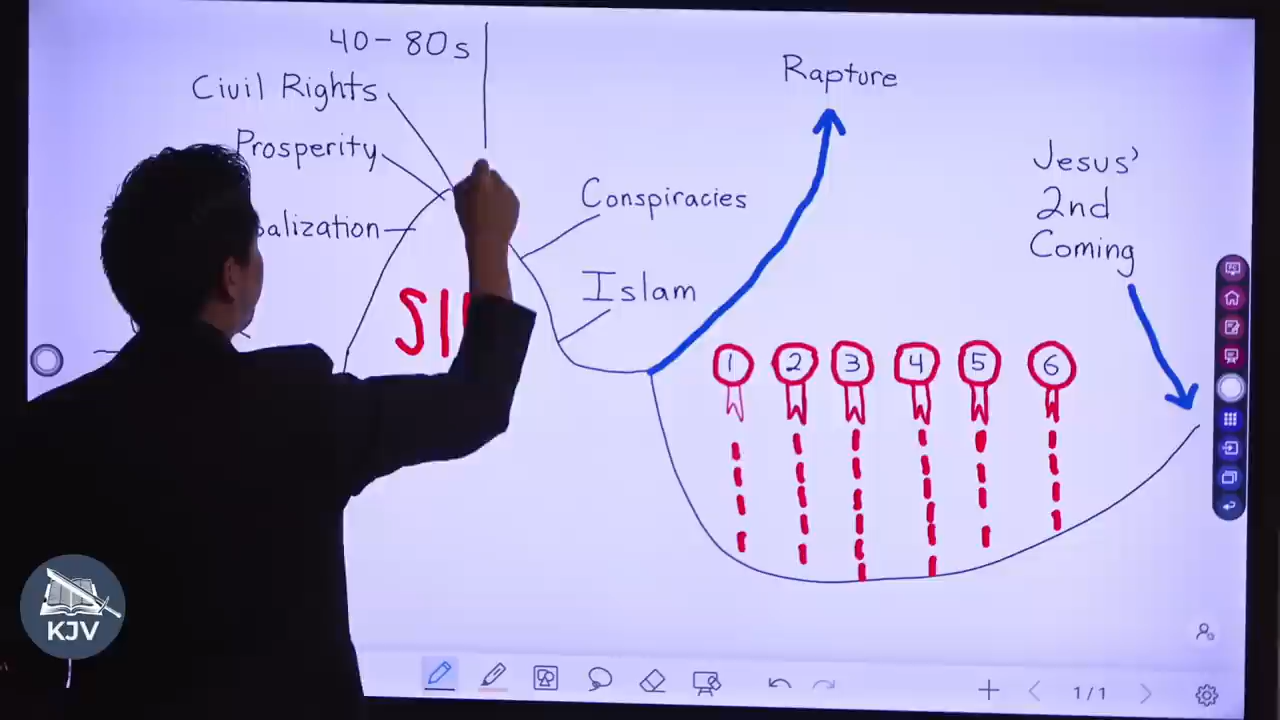 40-80s
Civil Rights
Prosperity
Conspiracies
Islam
Rapture
Jesus'
2nd
Coming
1 2 3 4 5 6
KJV
1/1